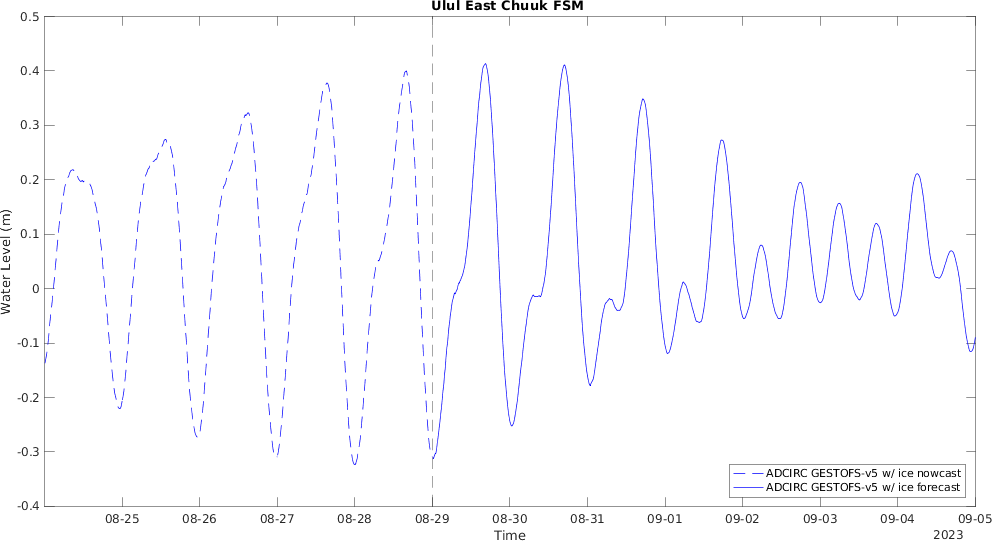 Ulul East Chuuk FSM
0.5
0.4
0.3
0.2
0.1
0
-0.1
-0.2
-0.3
-0.4
Water Level (m)
ADCIRC GESTOFS-v5 w/ ice nowcast
ADCIRC GESTOFS-v5 w/ ice forecast
08-25 08-26 08-27 08-28 08-29 08-30 08-31 09-01 09-02 09-03 09-04 09-05
Time
2023